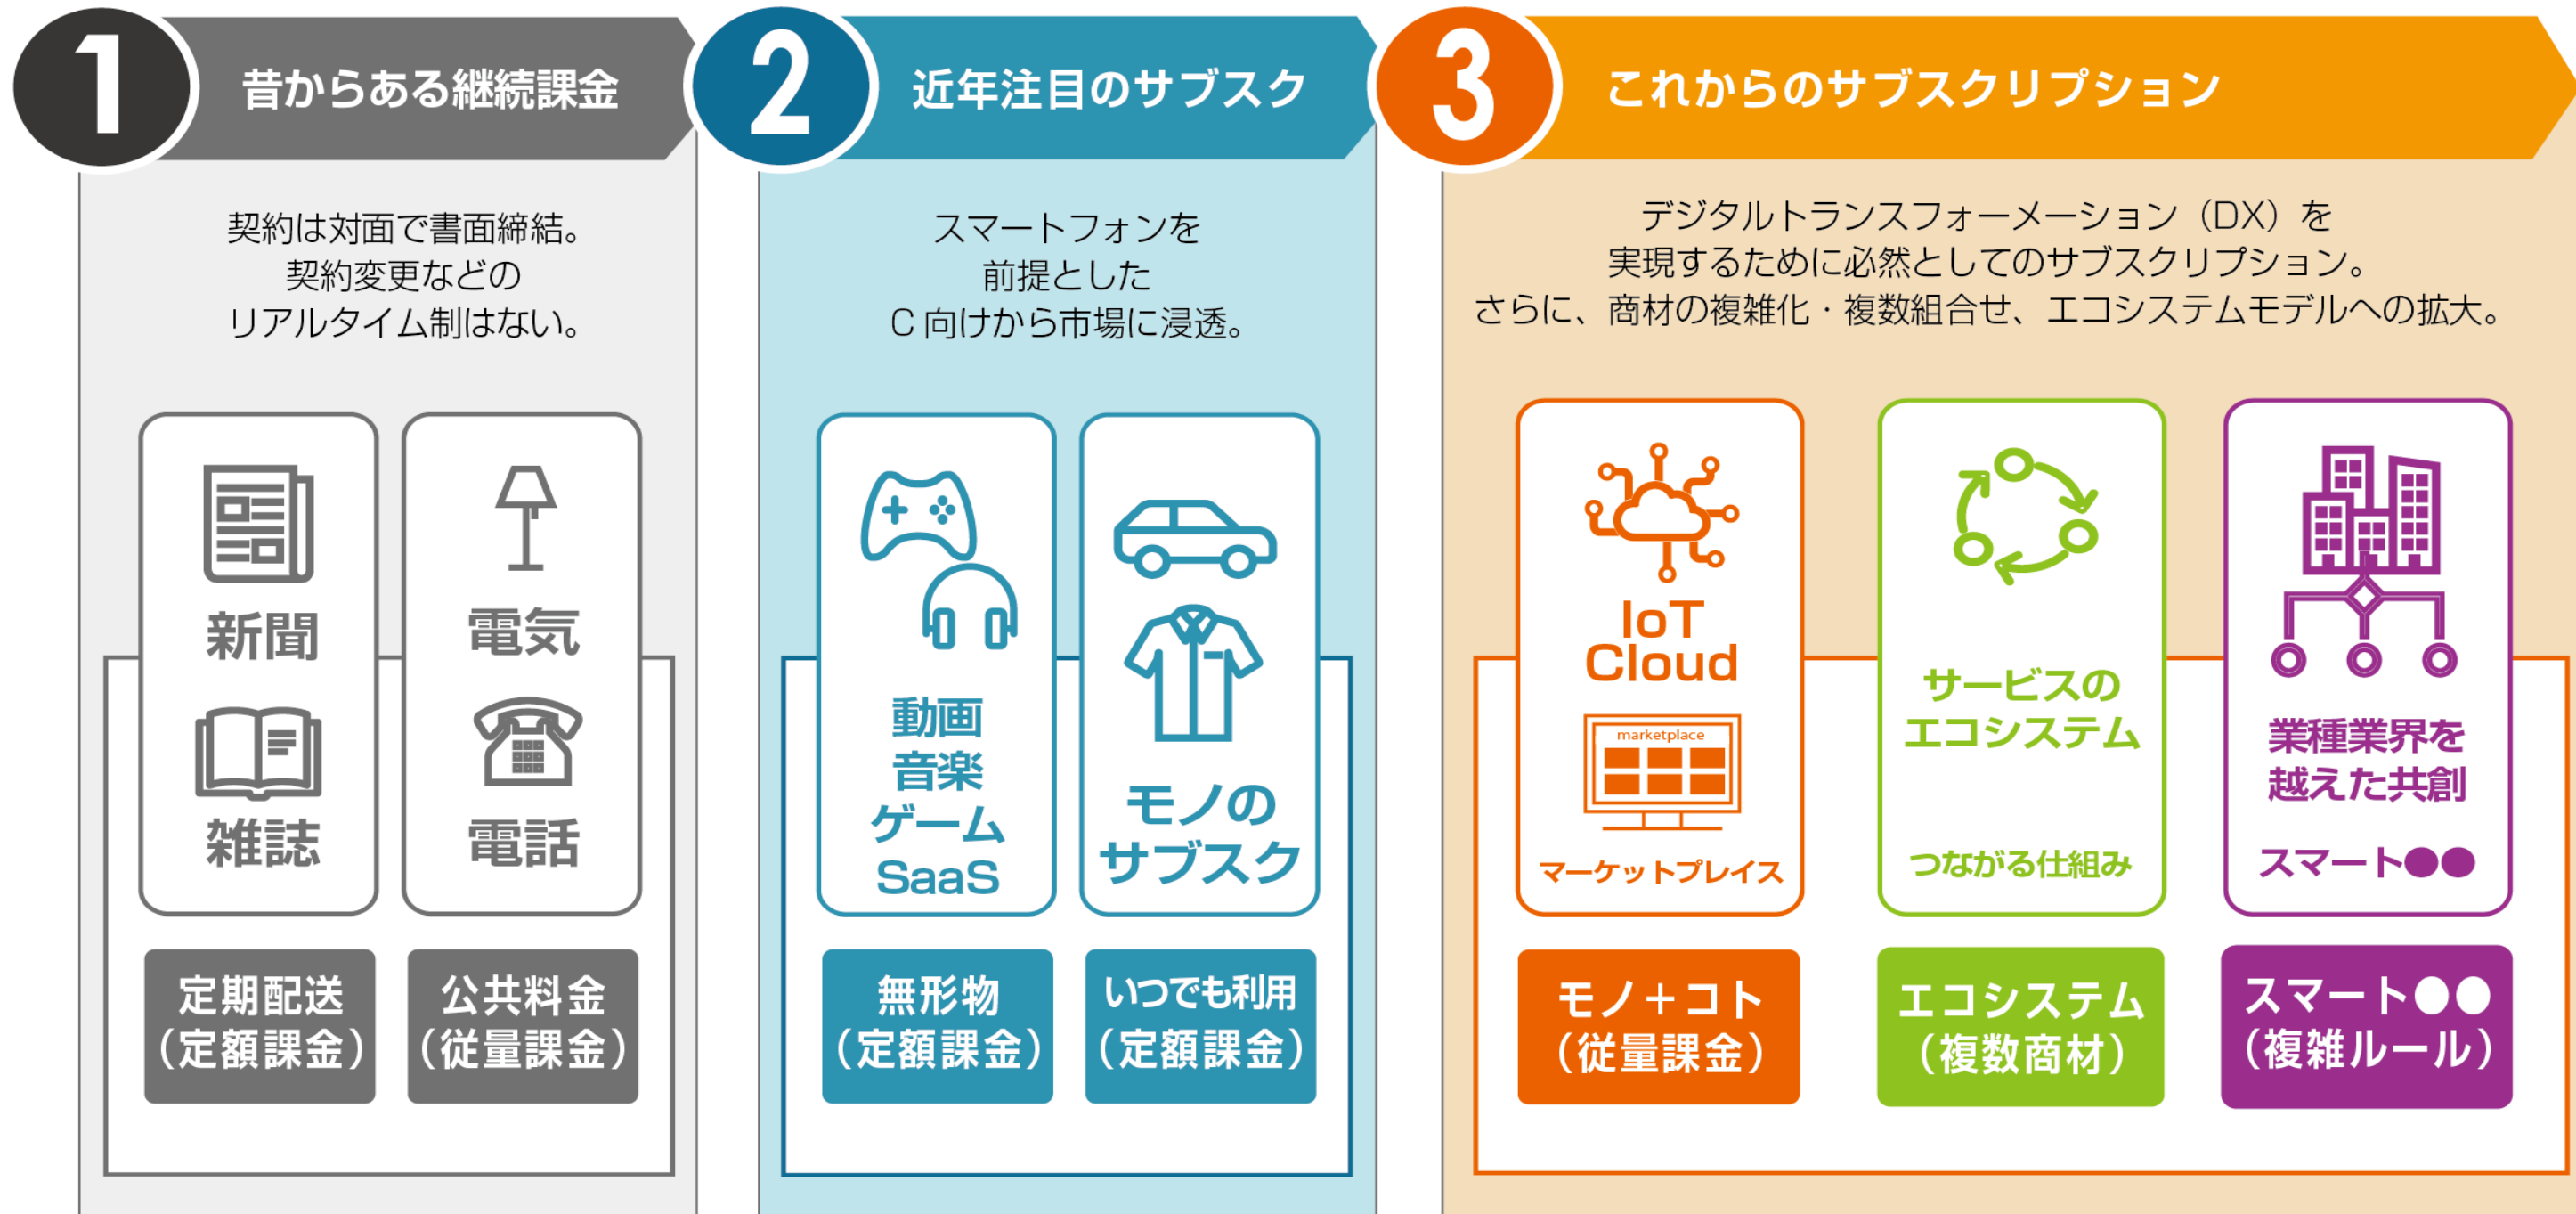 1
昔からある継続課金
契約は対面で書面締結。
契約変更などの
リアルタイム制はない。
新聞
雑誌
電気
電話
定期配送
（定額課金）
公共料金
（従量課金）
2
近年注目のサブスク
スマートフォンを
前提とした
C 向けから市場に浸透。
動画
音楽
ゲーム
SaaS
モノの
サブスク
無形物
（定額課金）
いつでも利用
（定額課金）
3
これからのサブスクリプション
デジタルトランスフォーメーション（DX）を
実現するために必然としてのサブスクリプション。
さらに、商材の複雑化・複数組合せ、エコシステムモデルへの拡大。
IoT
Cloud
marketplace
マーケットプレイス
サービスの
エコシステム
つながる仕組み
業種業界を
越えた共創
スマート●●
モノ＋コト
（従量課金）
エコシステム
（複数商材）
スマート●●
（複雑ルール）